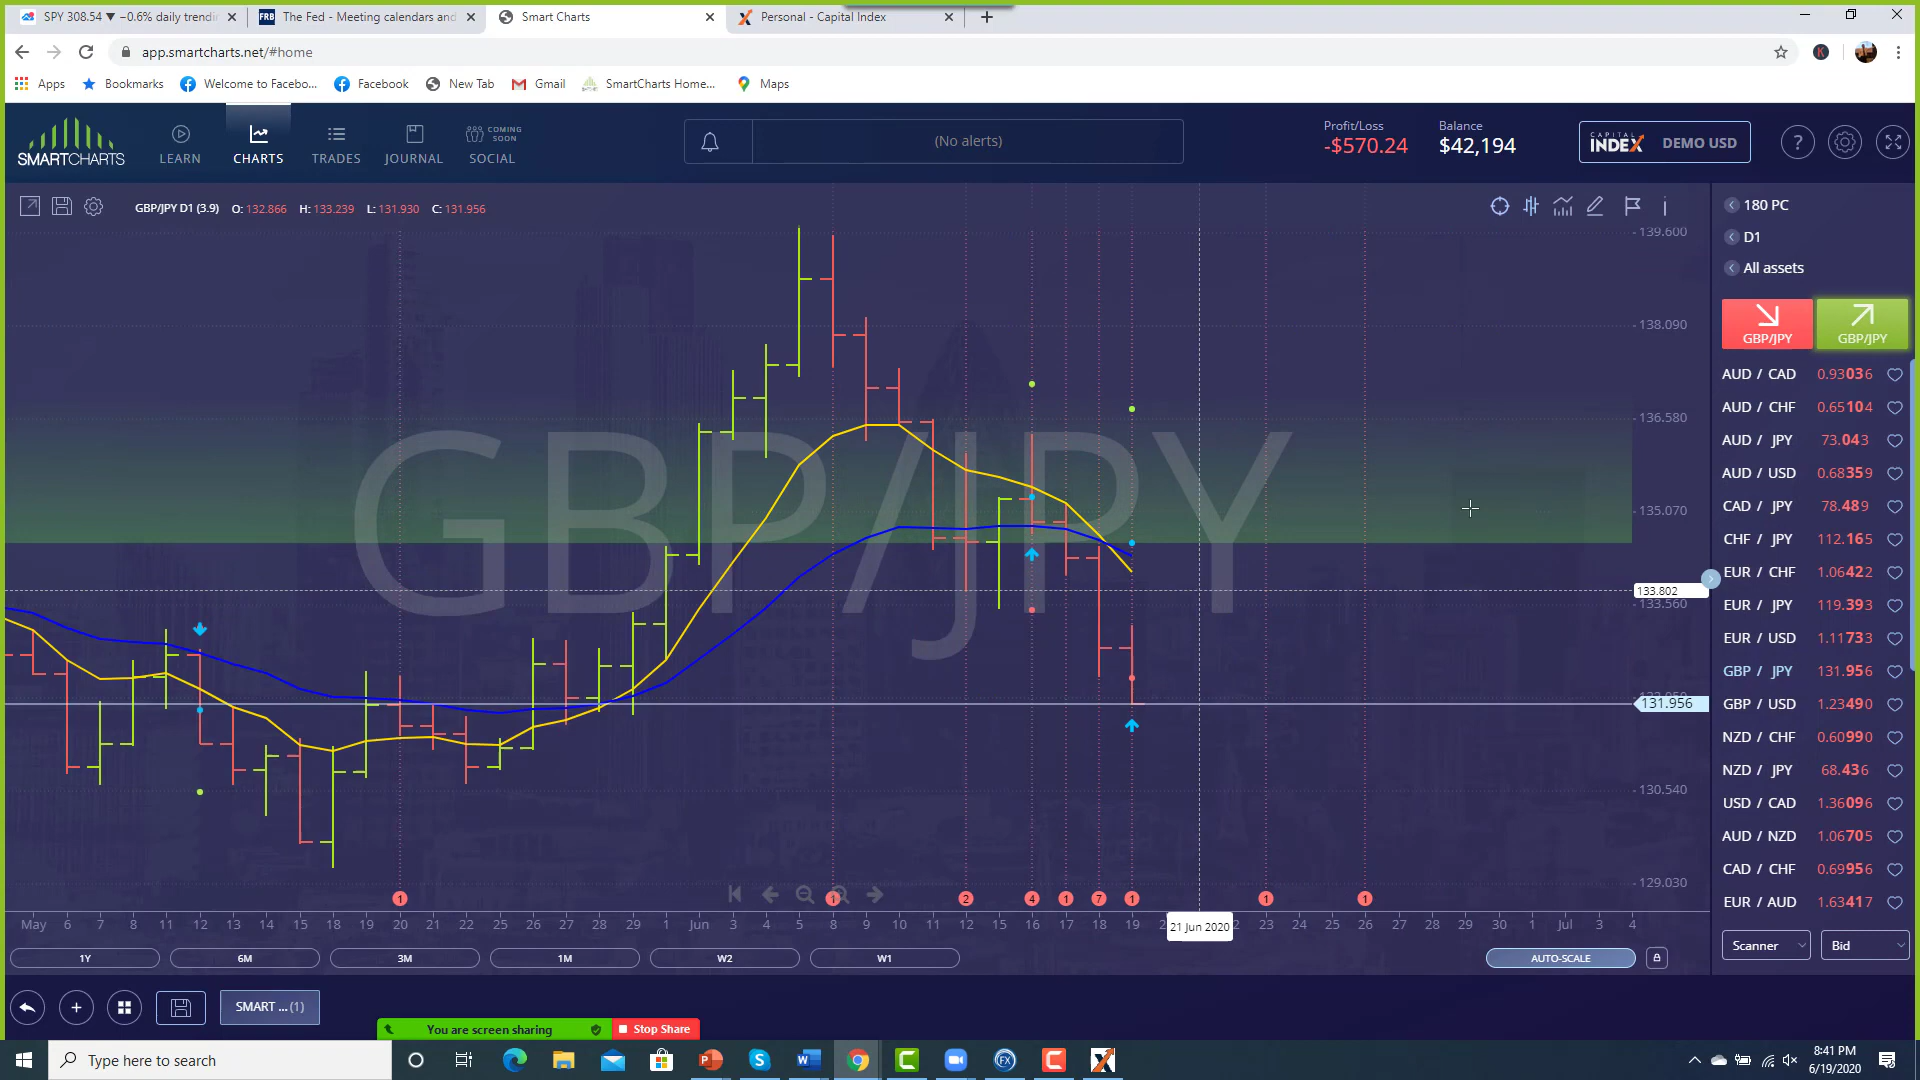 SPY 308.54 ▼ −0.6% daily trendi
The Fed - Meeting calendars and
Smart Charts
Personal - Capital Index
app.smartcharts.net/#home
Apps
Bookmarks
Welcome to Facebo...
Facebook
New Tab
Gmail
SmartCharts Home...
Maps
SMARTCHARTS
LEARN
CHARTS
TRADES
JOURNAL
COMING SOON
SOCIAL
(No alerts)
Profit/Loss
-$570.24
Balance
$42,194
CAPITAL INDEX
DEMO USD
?
GBP/JPY D1 (3.9) O: 132.866 H: 133.239 L: 131.930 C: 131.956
180 PC
D1
All assets
GBP/JPY
GBP/JPY
GBP/JPY
139.600
138.090
136.580
135.070
133.802
133.560
131.956
130.540
129.030
AUD / CAD 0.93036
AUD / CHF 0.65104
AUD / JPY 73.043
AUD / USD 0.68359
CAD / JPY 78.489
CHF / JPY 112.165
EUR / CHF 1.06422
EUR / JPY 119.393
EUR / USD 1.11733
GBP / JPY 131.956
GBP / USD 1.23490
NZD / CHF 0.60990
NZD / JPY 68.436
USD / CAD 1.36096
AUD / NZD 1.06705
CAD / CHF 0.69956
EUR / AUD 1.63417
1 1 2 4 1 7 1 1 1
May 6 7 8 11 12 13 14 15 18 19 20 21 22 25 26 27 28 29 1 Jun 3 4 5 8 9 10 11 12 15 16 17 18 19 21 Jun 2020 23 24 25 26 27 28 29 30 1 Jul 3 4
1Y
6M
3M
1M
W2
W1
AUTO-SCALE
Scanner
Bid
SMART ... (1)
You are screen sharing
Stop Share
Type here to search
8:41 PM
6/19/2020